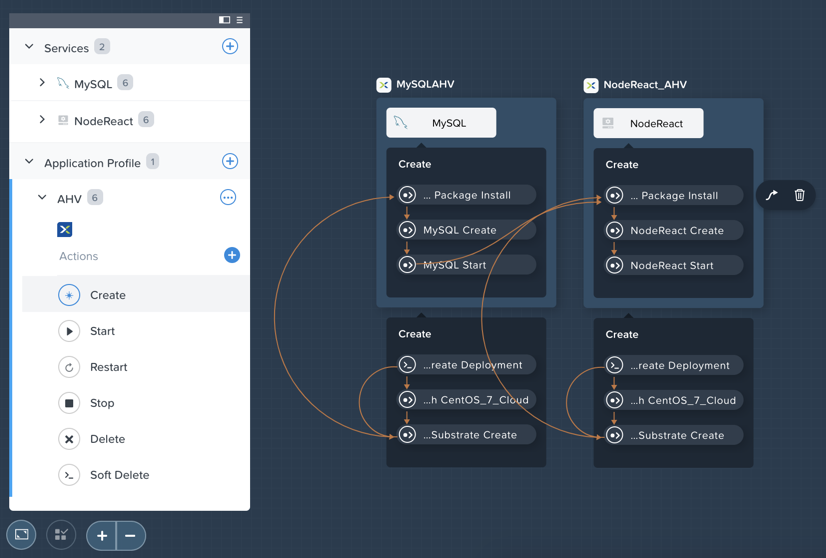 Services 2
MySQL 6
NodeReact 6
Application Profile 1
AHV 6
Actions
Create
Start
Restart
Stop
Delete
Soft Delete
MySQLAHV
MySQL
Create
... Package Install
MySQL Create
MySQL Start
Create
...reate Deployment
...h CentOS_7_Cloud
...Substrate Create
NodeReact_AHV
NodeReact
Create
... Package Install
NodeReact Create
NodeReact Start
Create
...reate Deployment
...h CentOS_7_Cloud
...Substrate Create